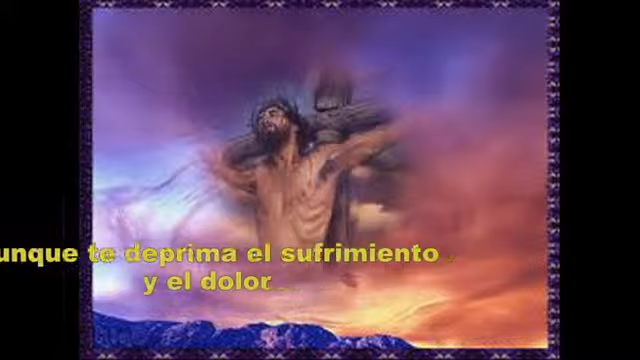 unque te deprima el sufrimiento
y el dolor...